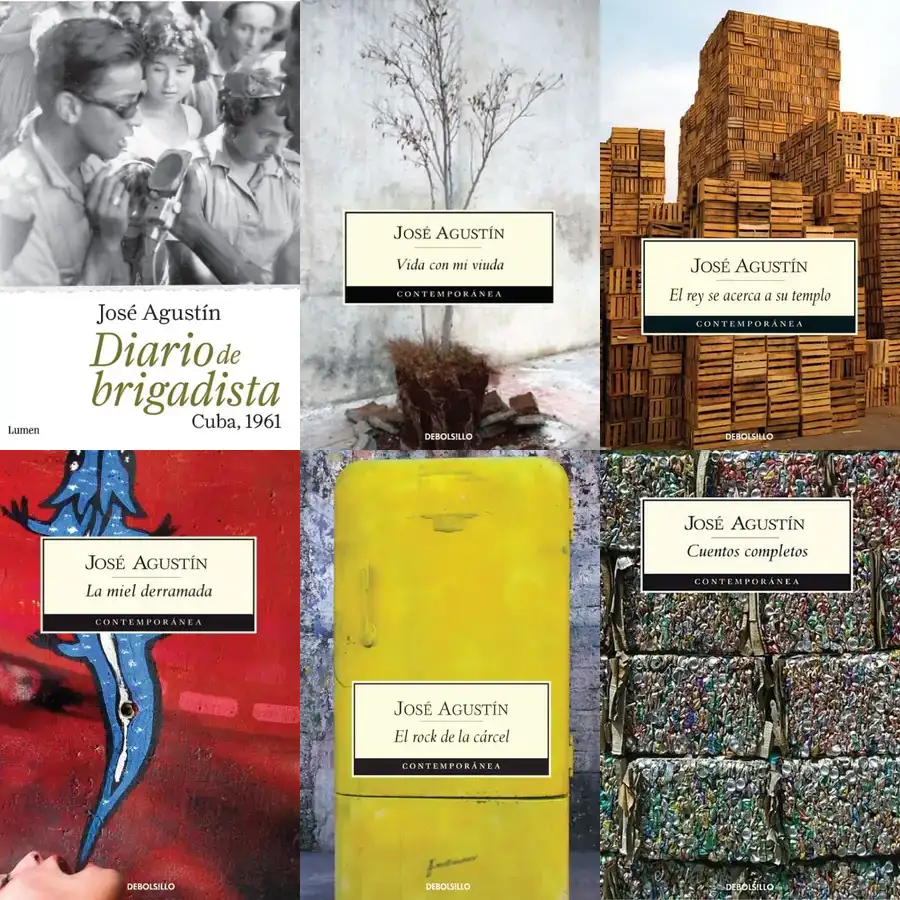 José Agustín
Diario de
brigadista
Cuba, 1961
Lumen
JOSÉ AGUSTÍN
Vida con mi viuda
CONTEMPORÁNEA
DEBOLSILLO
JOSÉ AGUSTÍN
El rey se acerca a su templo
CONTEMPORÁNEA
DEBOLSILLO
JOSÉ AGUSTÍN
La miel derramada
CONTEMPORÁNEA
DEBOLSILLO
JOSÉ AGUSTÍN
El rock de la cárcel
CONTEMPORÁNEA
DEBOLSILLO
JOSÉ AGUSTÍN
Cuentos completos
CONTEMPORÁNEA
DEBOLSILLO